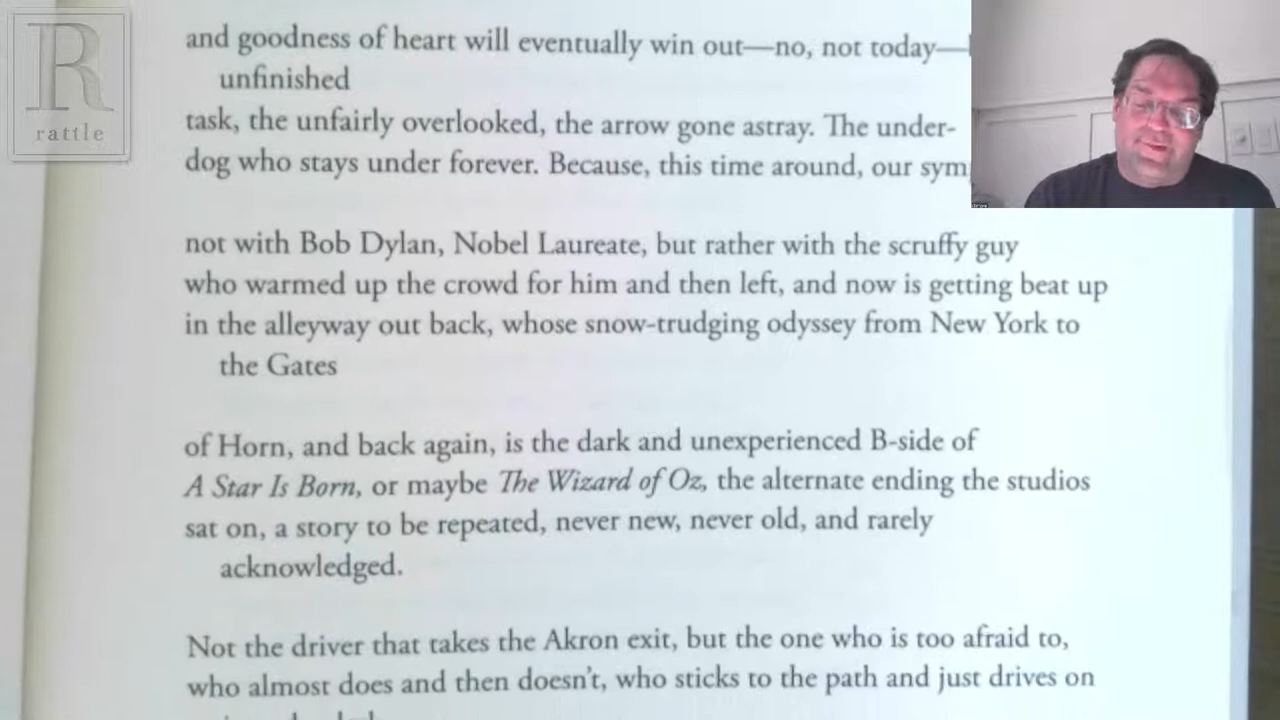 R
rattle
and goodness of heart will eventually win out—no, not today—
unfinished
task, the unfairly overlooked, the arrow gone astray. The under-
dog who stays under forever. Because, this time around, our
not with Bob Dylan, Nobel Laureate, but rather with the scruffy guy
who warmed up the crowd for him and then left, and now is getting beat up
in the alleyway out back, whose snow-trudging odyssey from New York to
the Gates
of Horn, and back again, is the dark and unexperienced B-side of
A Star Is Born, or maybe The Wizard of Oz, the alternate ending the studios
sat on, a story to be repeated, never new, never old, and rarely
acknowledged.
Not the driver that takes the Akron exit, but the one who is too afraid to,
who almost does and then doesn't, who sticks to the path and just drives on